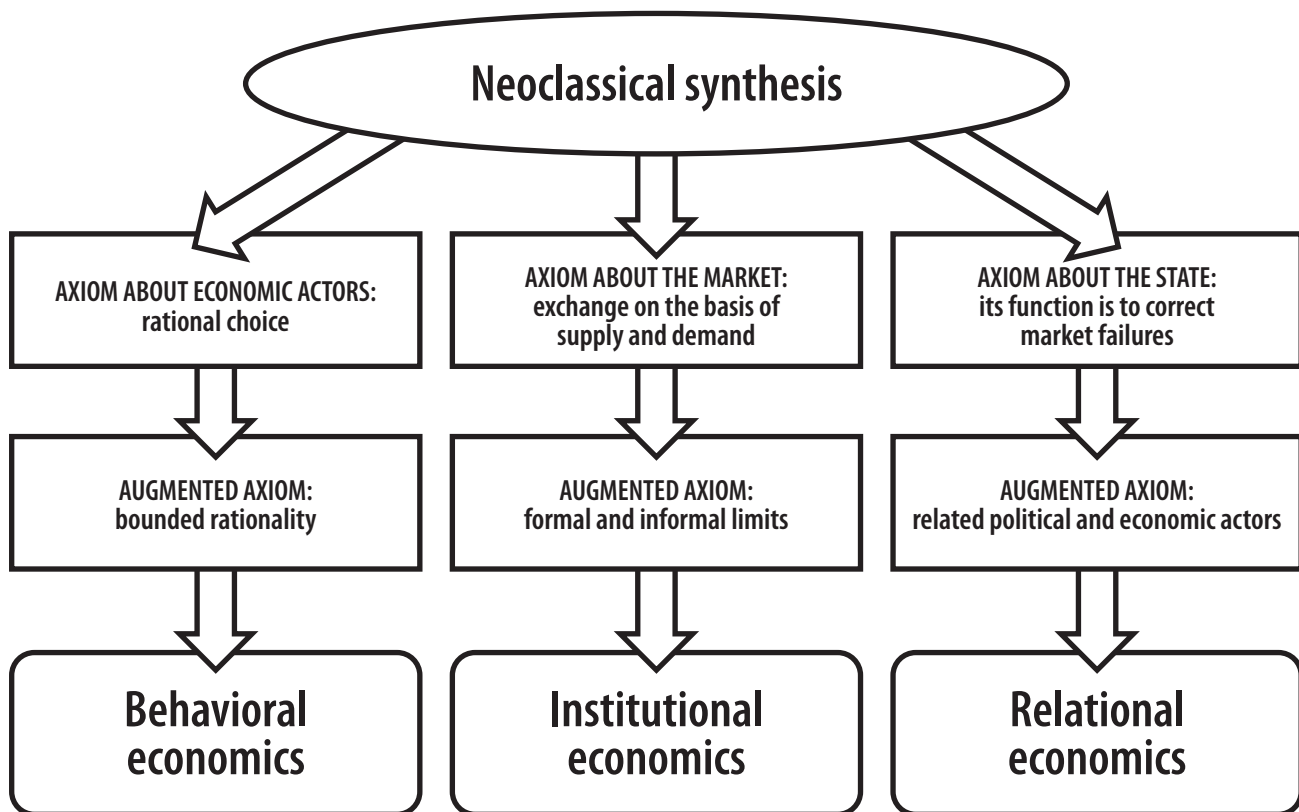 Neoclassical synthesis
AXIOM ABOUT ECONOMIC ACTORS:
rational choice
AXIOM ABOUT THE MARKET:
exchange on the basis of
supply and demand
AXIOM ABOUT THE STATE:
its function is to correct
market failures
AUGMENTED AXIOM:
bounded rationality
AUGMENTED AXIOM:
formal and informal limits
AUGMENTED AXIOM:
related political and economic actors
Behavioral
economics
Institutional
economics
Relational
economics